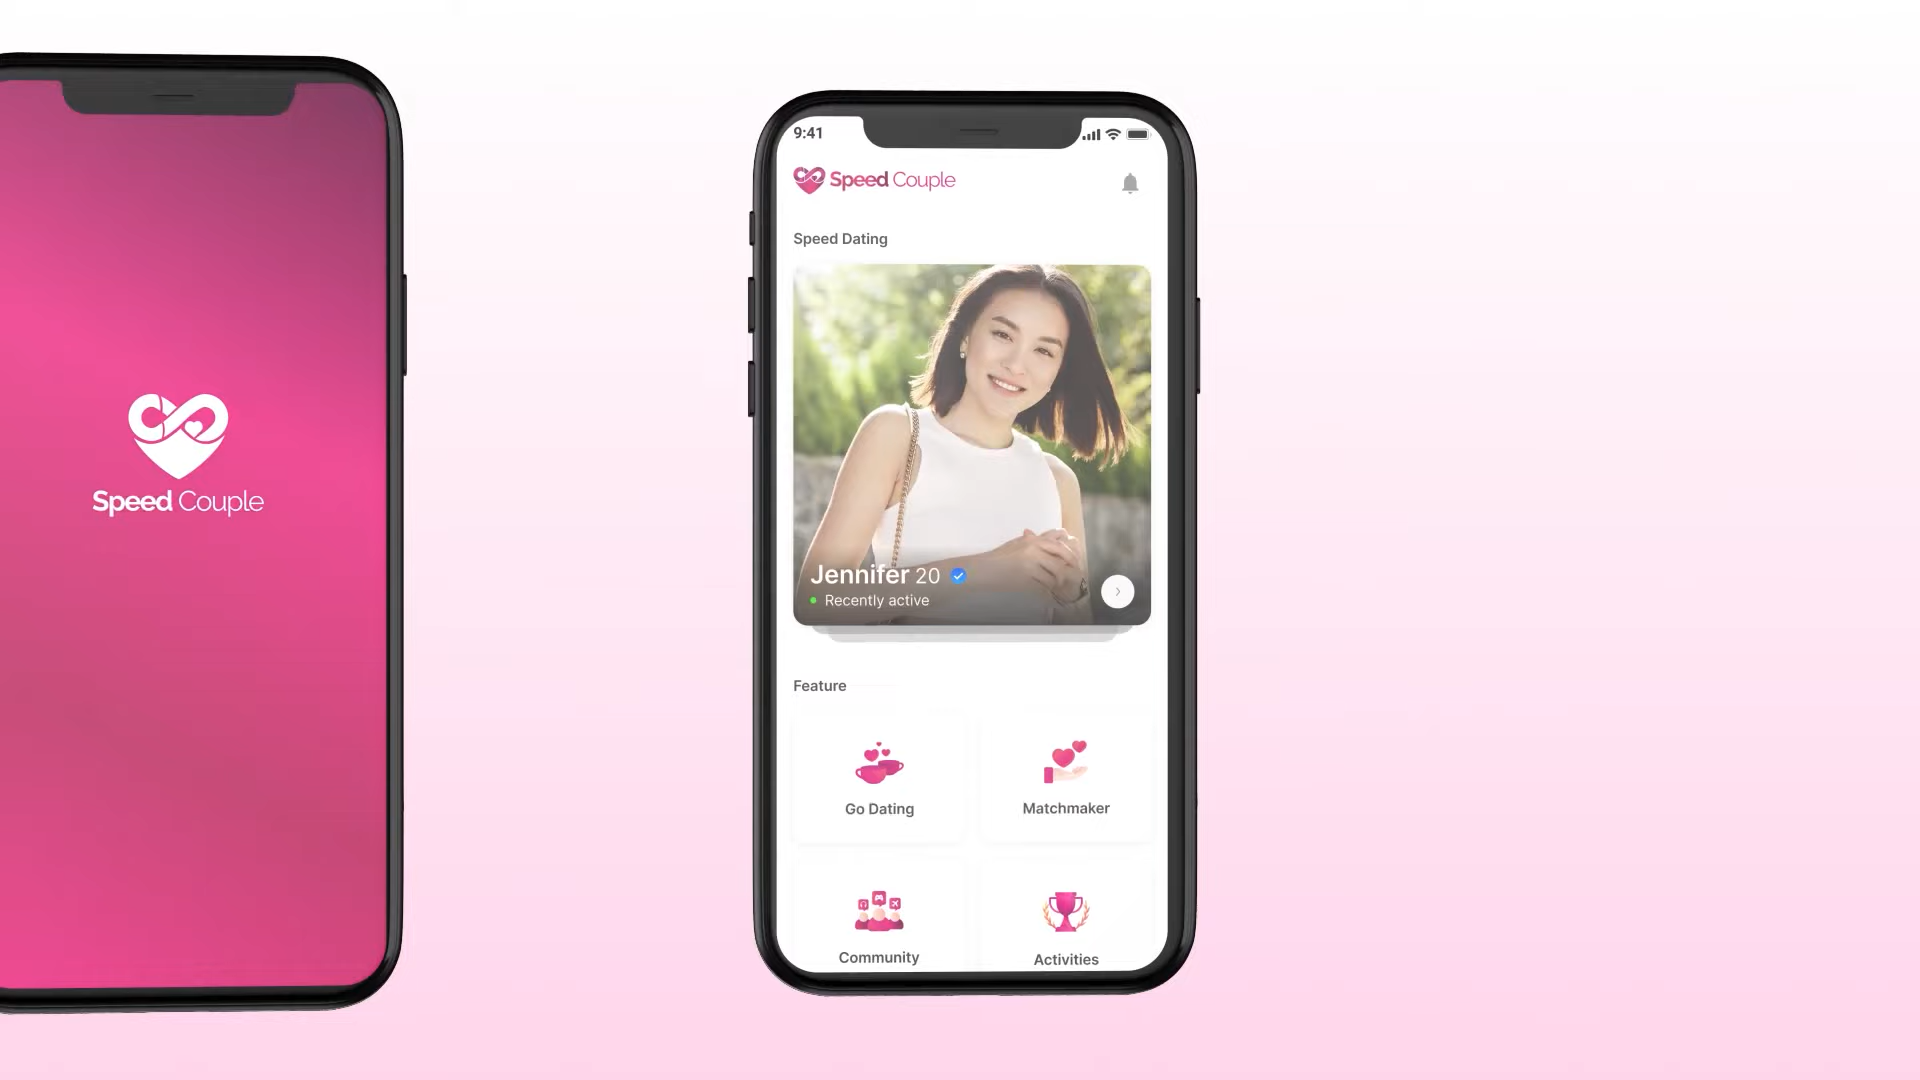 Speed Couple
9:41
Speed Couple
Speed Dating
Jennifer 20
Recently active
Feature
Go Dating
Matchmaker
Community
Activities